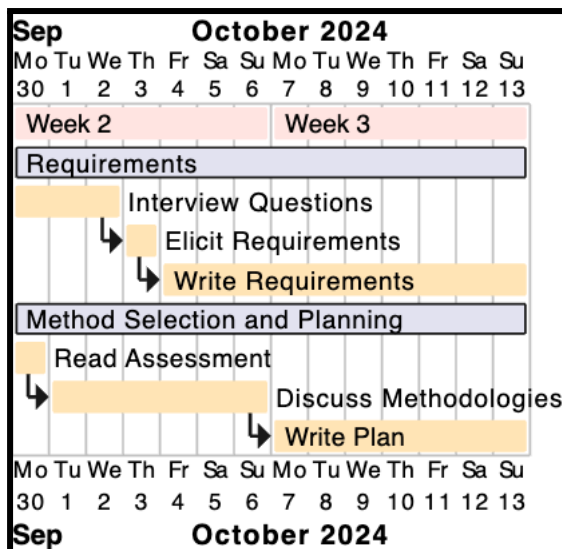 Sep October 2024
Mo Tu We Th Fr Sa Su Mo Tu We Th Fr Sa Su
30 1 2 3 4 5 6 7 8 9 10 11 12 13
Week 2 Week 3
Requirements
Interview Questions
Elicit Requirements
Write Requirements
Method Selection and Planning
Read Assessment
Discuss Methodologies
Write Plan
Mo Tu We Th Fr Sa Su Mo Tu We Th Fr Sa Su
30 1 2 3 4 5 6 7 8 9 10 11 12 13
Sep October 2024